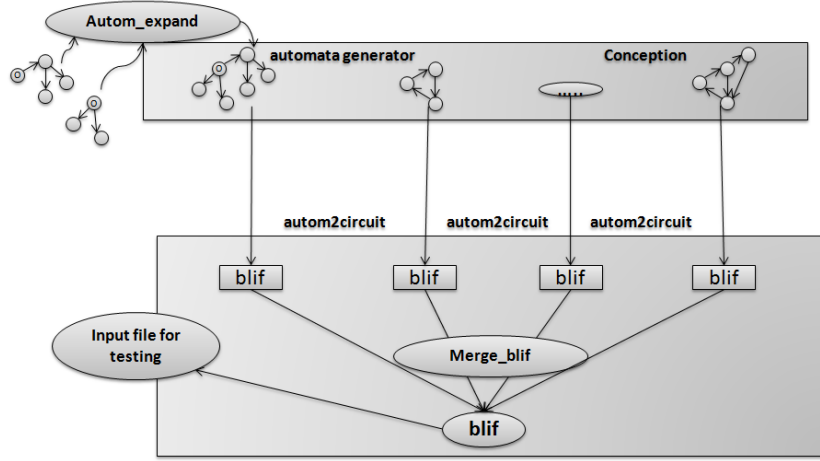 Autom_expand
automata generator
Conception
O
O
O
.....
autom2circuit
autom2circuit
autom2circuit
blif
blif
blif
blif
Input file for
testing
Merge_blif
blif